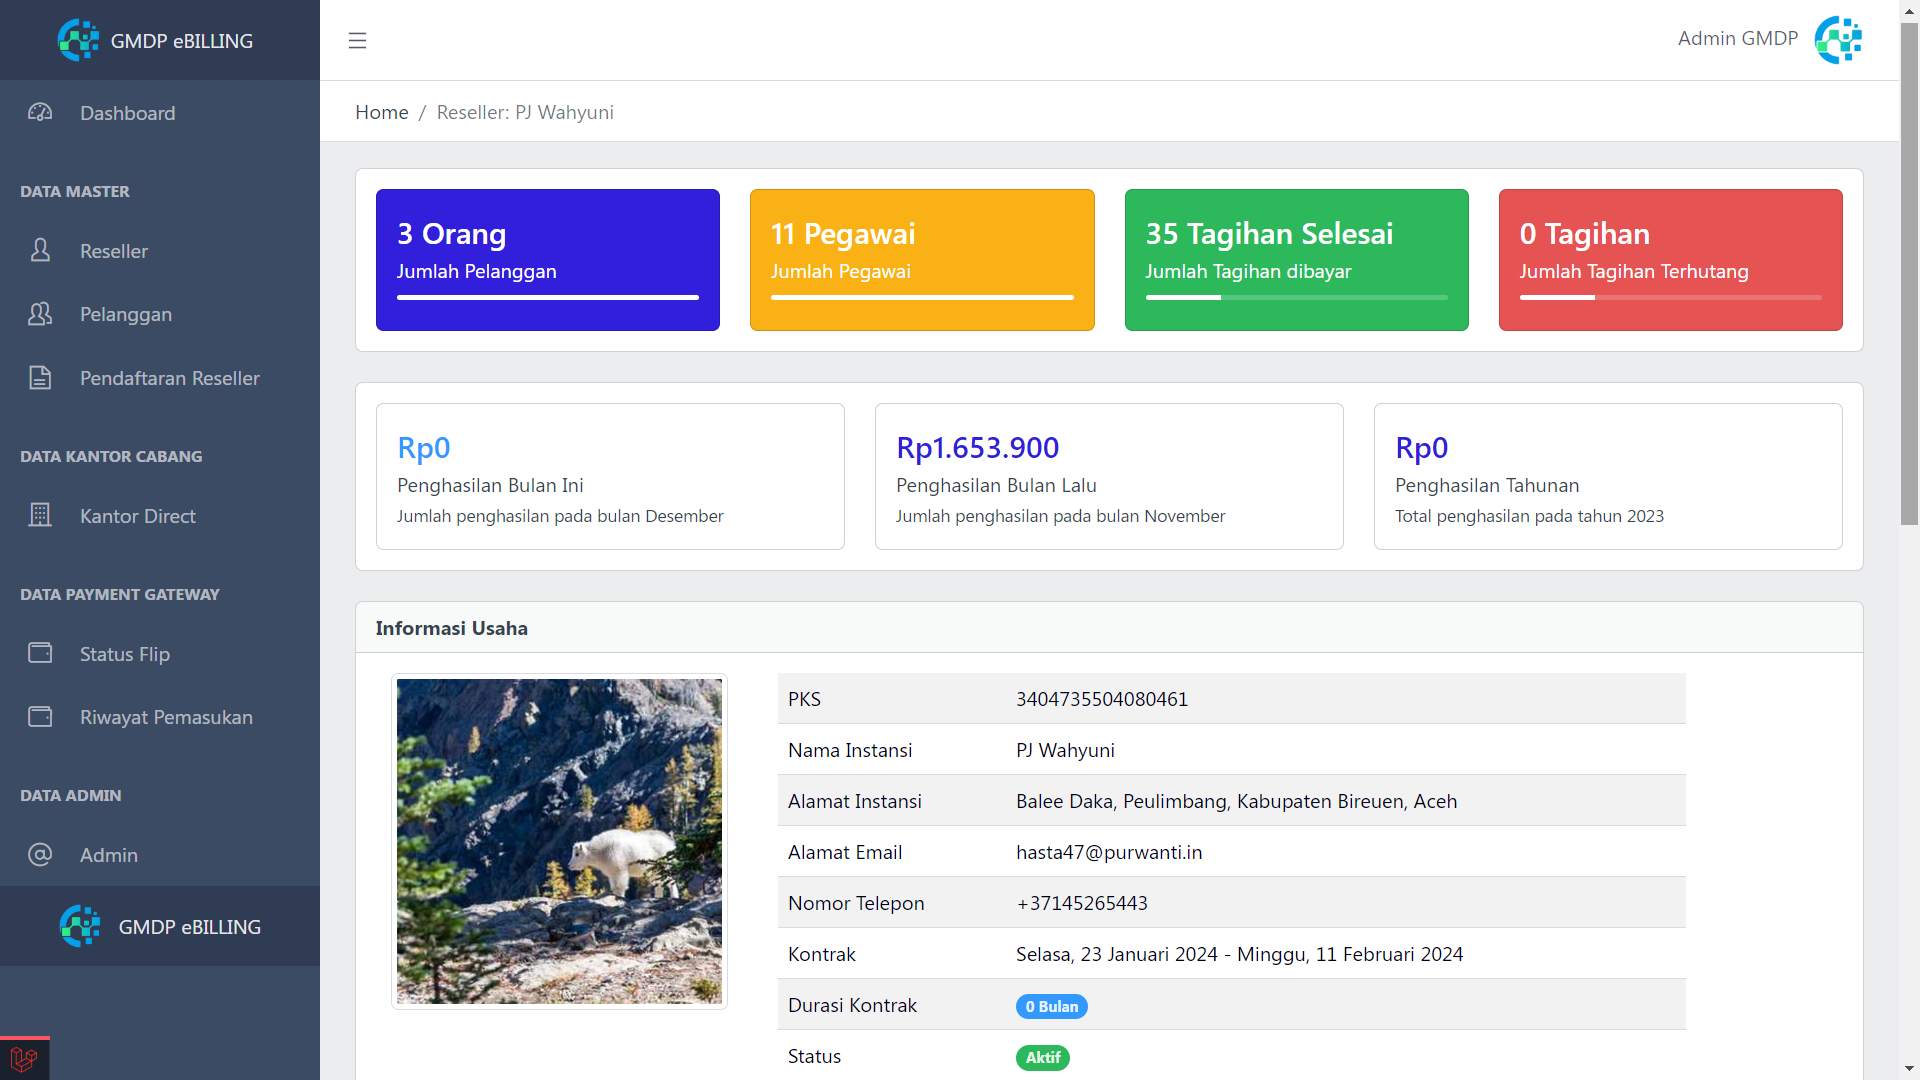 GMDP eBILLING
Admin GMDP
Dashboard
DATA MASTER
Reseller
Pelanggan
Pendaftaran Reseller
DATA KANTOR CABANG
Kantor Direct
DATA PAYMENT GATEWAY
Status Flip
Riwayat Pemasukan
DATA ADMIN
Admin
GMDP eBILLING
Home / Reseller: PJ Wahyuni
3 Orang
Jumlah Pelanggan
11 Pegawai
Jumlah Pegawai
35 Tagihan Selesai
Jumlah Tagihan dibayar
0 Tagihan
Jumlah Tagihan Terhutang
Rp0
Penghasilan Bulan Ini
Jumlah penghasilan pada bulan Desember
Rp1.653.900
Penghasilan Bulan Lalu
Jumlah penghasilan pada bulan November
Rp0
Penghasilan Tahunan
Total penghasilan pada tahun 2023
Informasi Usaha
PKS 3404735504080461
Nama Instansi PJ Wahyuni
Alamat Instansi Balee Daka, Peulimbang, Kabupaten Bireuen, Aceh
Alamat Email hasta47@purwanti.in
Nomor Telepon +37145265443
Kontrak Selasa, 23 Januari 2024 - Minggu, 11 Februari 2024
Durasi Kontrak 0 Bulan
Status Aktif